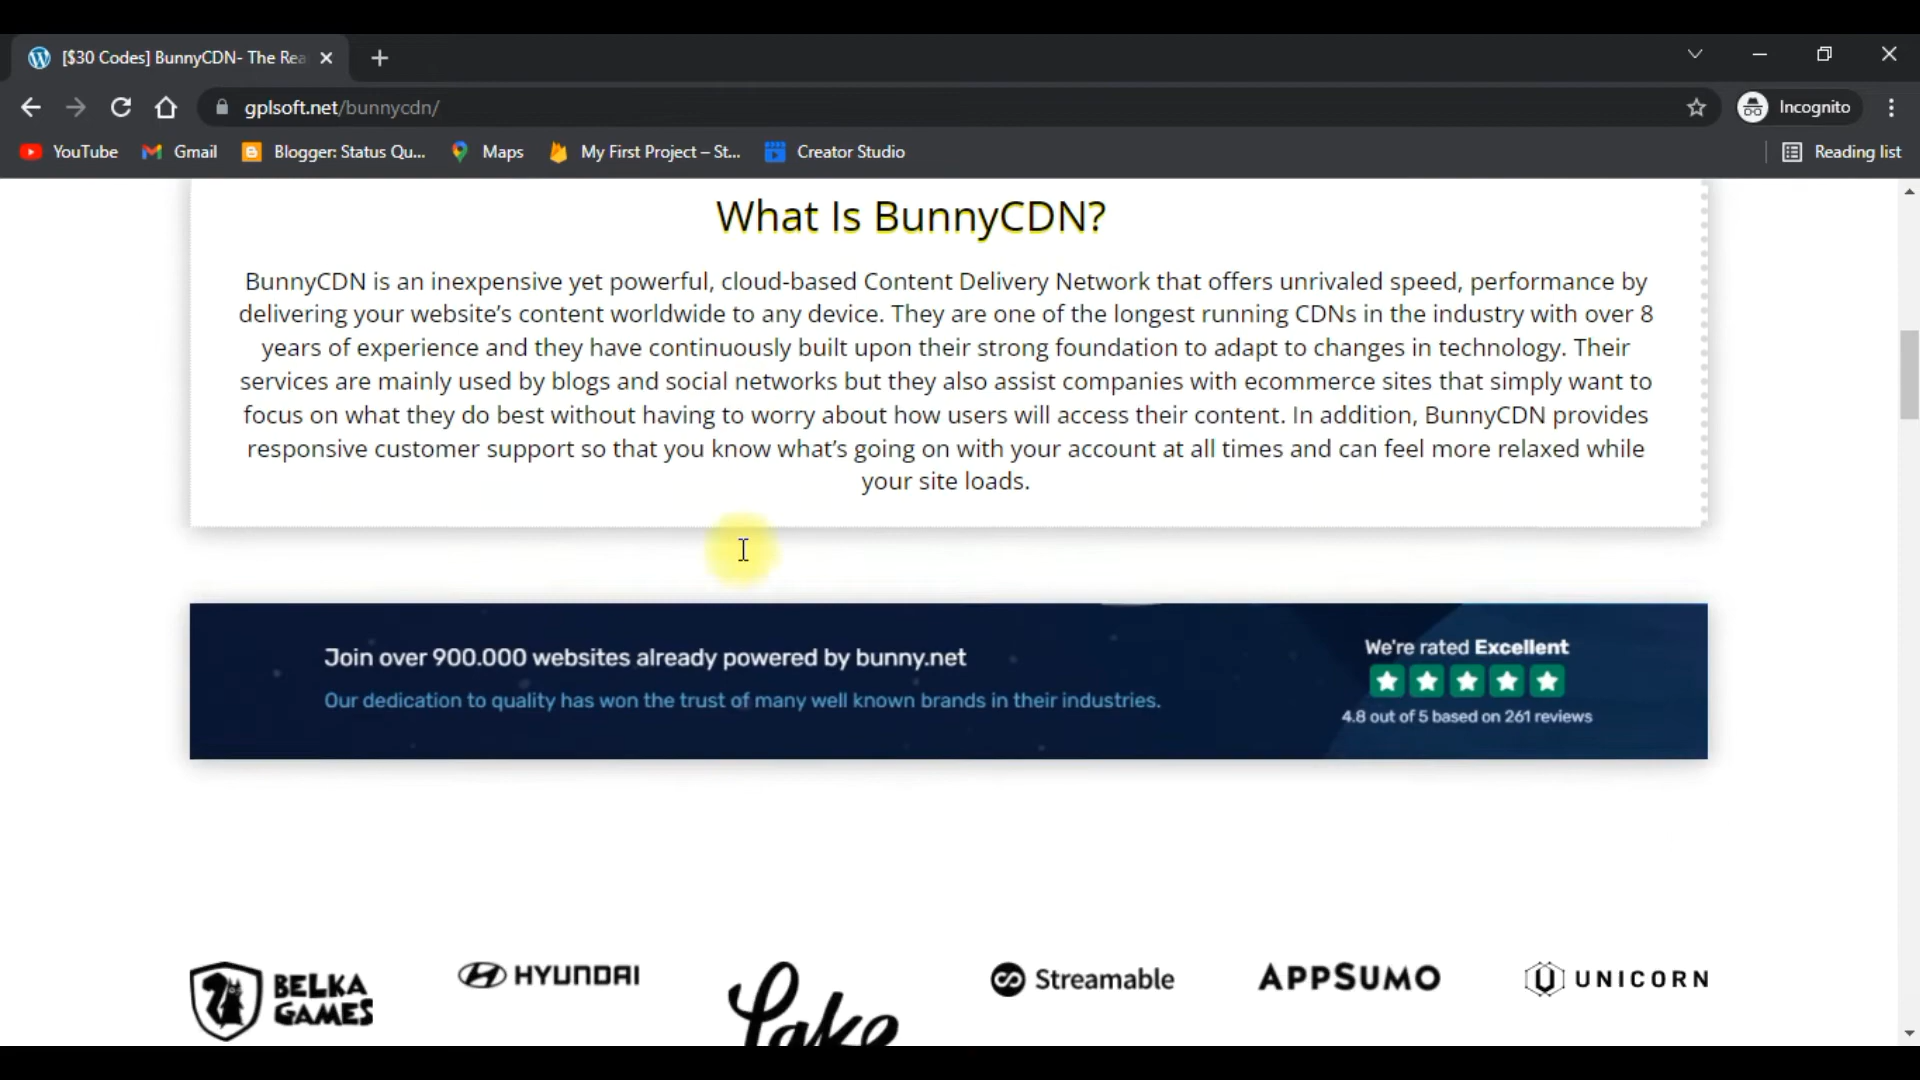 [$30 Codes] BunnyCDN- The Rea
gplsoft.net/bunnycdn/
Incognito
YouTube
Gmail
Blogger: Status Qu...
Maps
My First Project – St...
Creator Studio
Reading list
What Is BunnyCDN?
BunnyCDN is an inexpensive yet powerful, cloud-based Content Delivery Network that offers unrivaled speed, performance by
delivering your website's content worldwide to any device. They are one of the longest running CDNs in the industry with over 8
years of experience and they have continuously built upon their strong foundation to adapt to changes in technology. Their
services are mainly used by blogs and social networks but they also assist companies with ecommerce sites that simply want to
focus on what they do best without having to worry about how users will access their content. In addition, BunnyCDN provides
responsive customer support so that you know what's going on with your account at all times and can feel more relaxed while
your site loads.
Join over 900.000 websites already powered by bunny.net
Our dedication to quality has won the trust of many well known brands in their industries.
We're rated Excellent
4.8 out of 5 based on 261 reviews
BELKA
GAMES
HYUNDAI
Lake
Streamable
APPSUMO
UNICORN